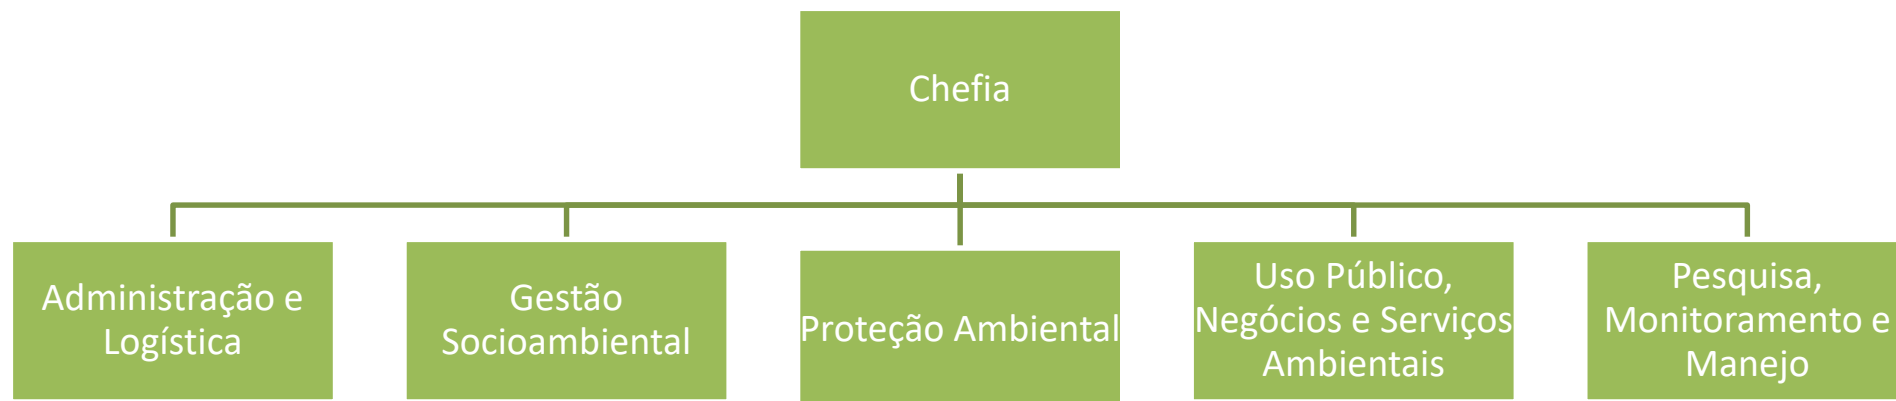 Chefia
Administração e
Logística
Gestão
Socioambiental
Proteção Ambiental
Uso Público,
Negócios e Serviços
Ambientais
Pesquisa,
Monitoramento e
Manejo